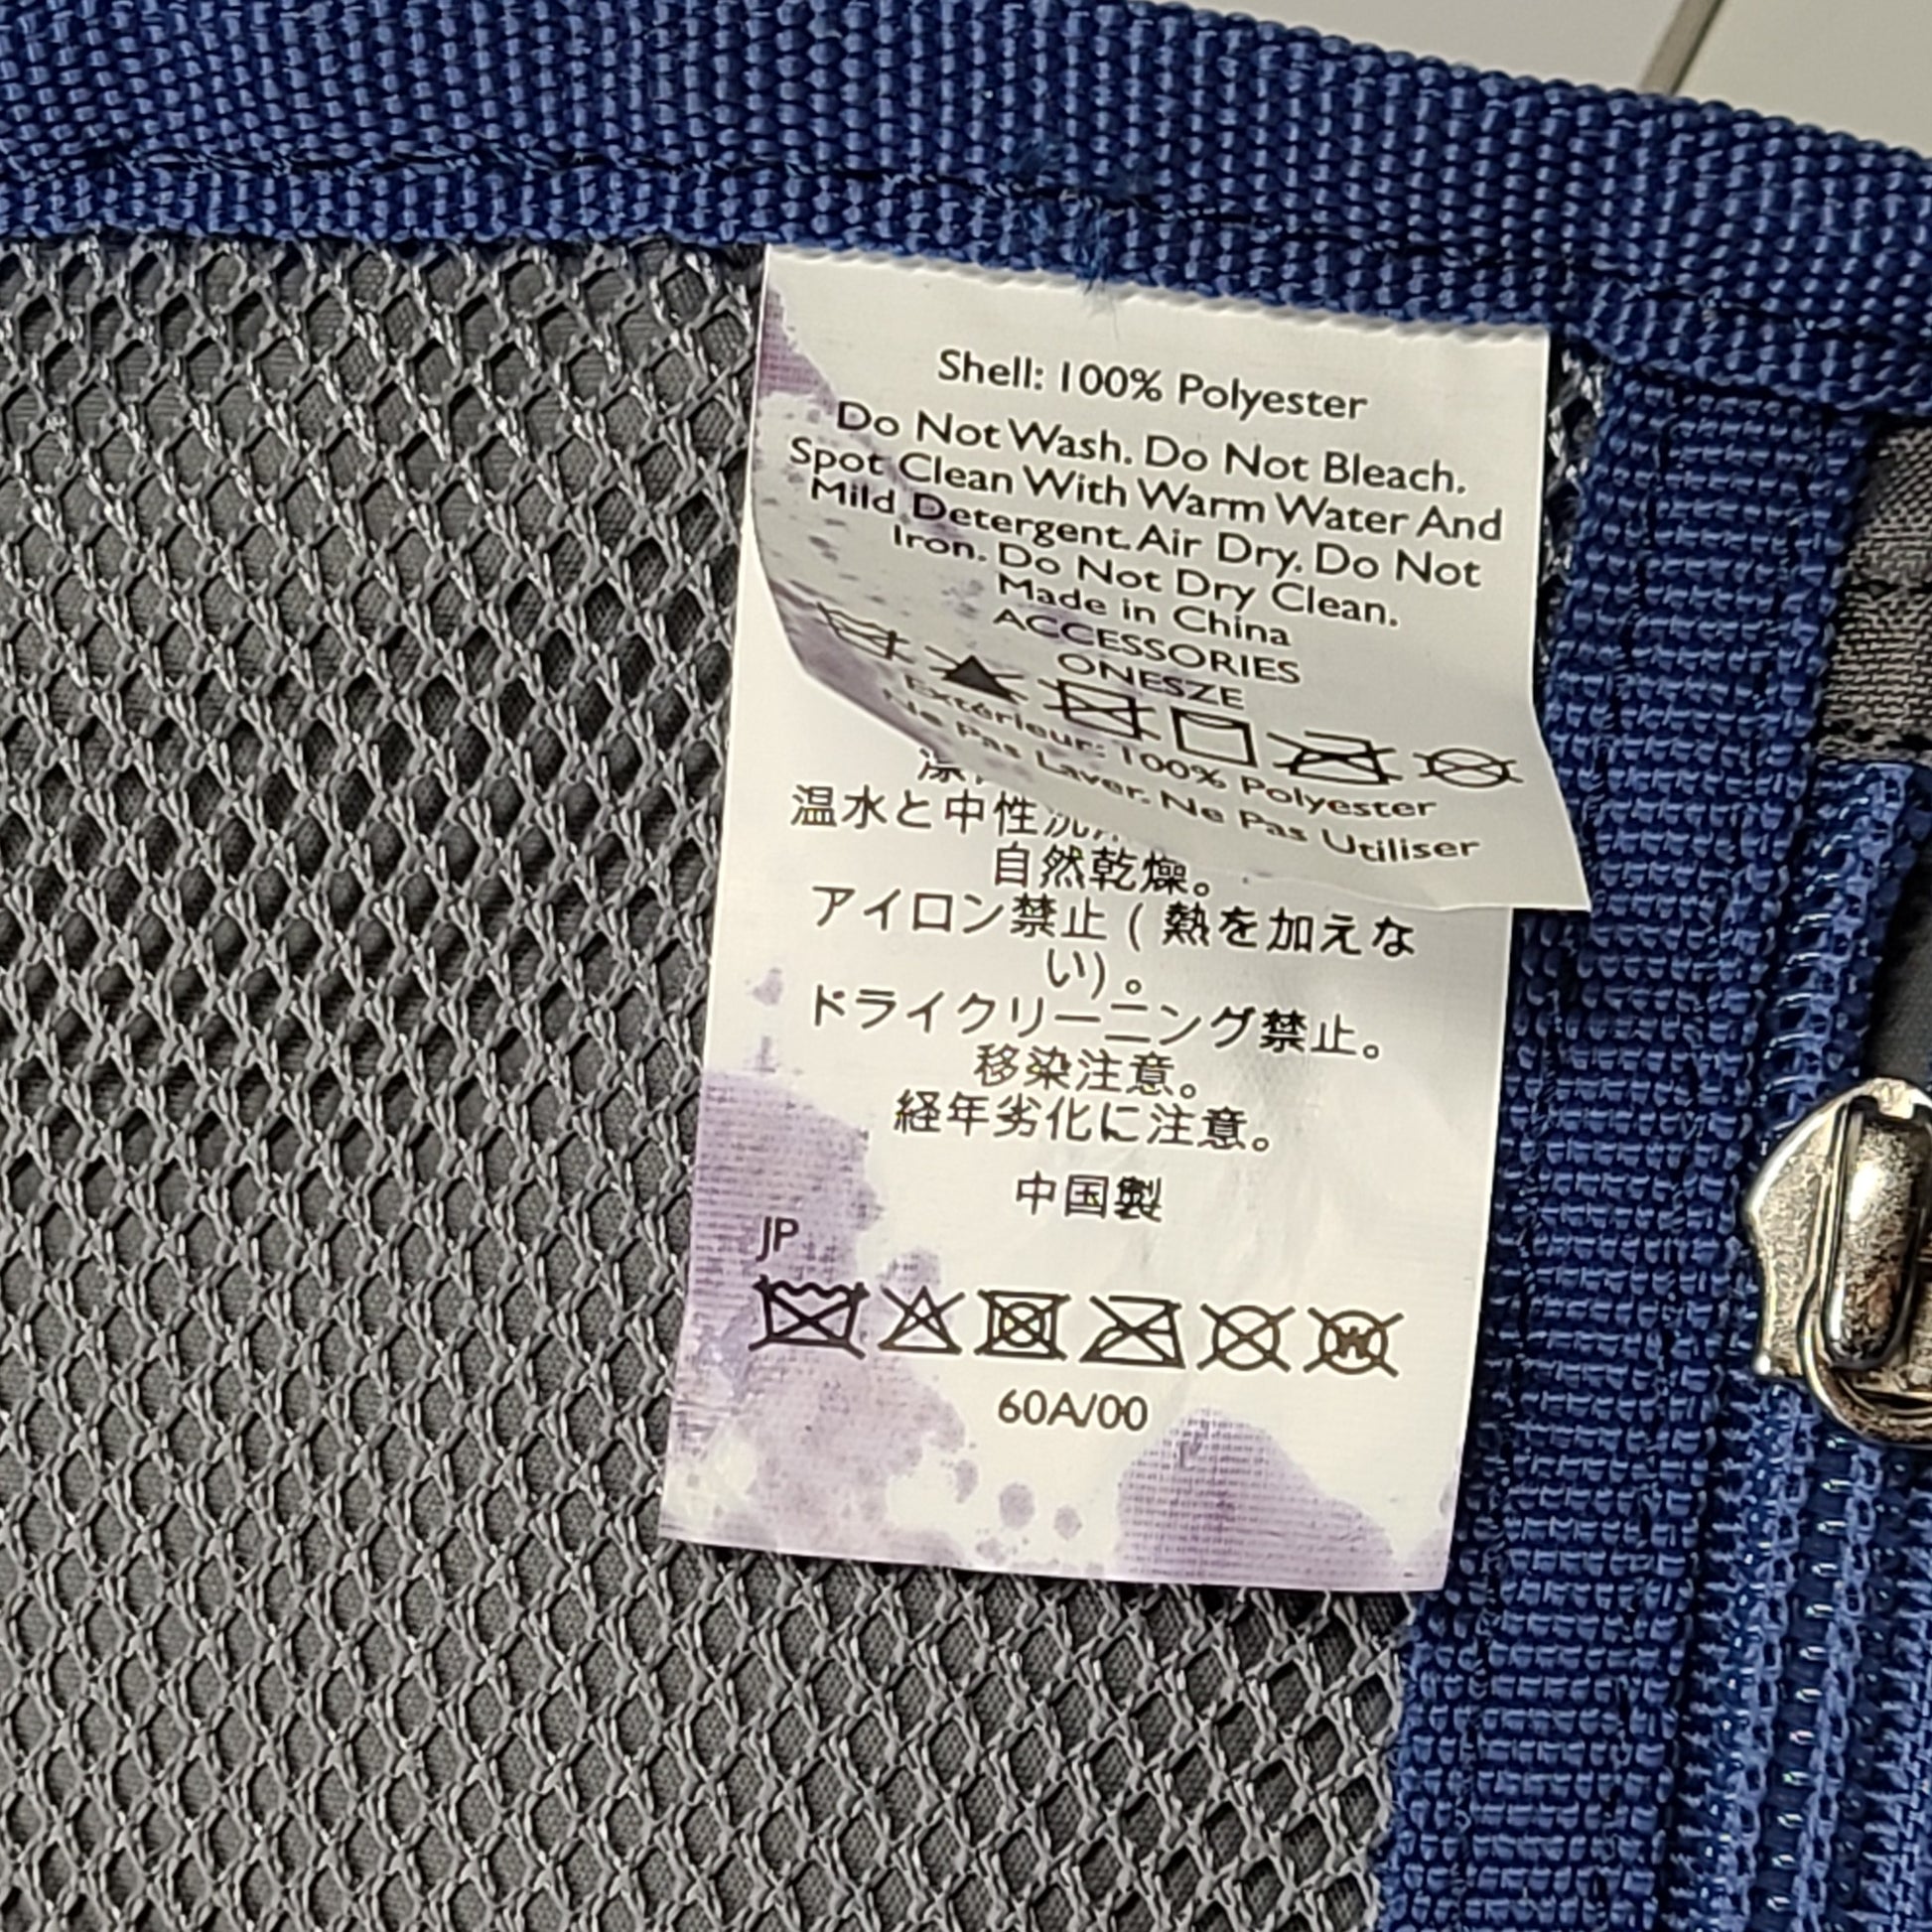 Shell: 100% Polyester
Do Not Wash. Do Not Bleach.
Spot Clean With Warm Water And
Mild Detergent. Air Dry. Do Not
Iron. Do Not Dry Clean.
Made in China
ACCESSORIES
ONESZE
Extérieur: 100% Polyester
Ne Pas Laver. Ne Pas Utiliser
温水と中性洗
自然乾燥。
アイロン禁止 ( 熱を加えな
い) 。
ドライクリーニング禁止。
移染注意。
経年劣化に注意。
中国製
JP
W
60A/00